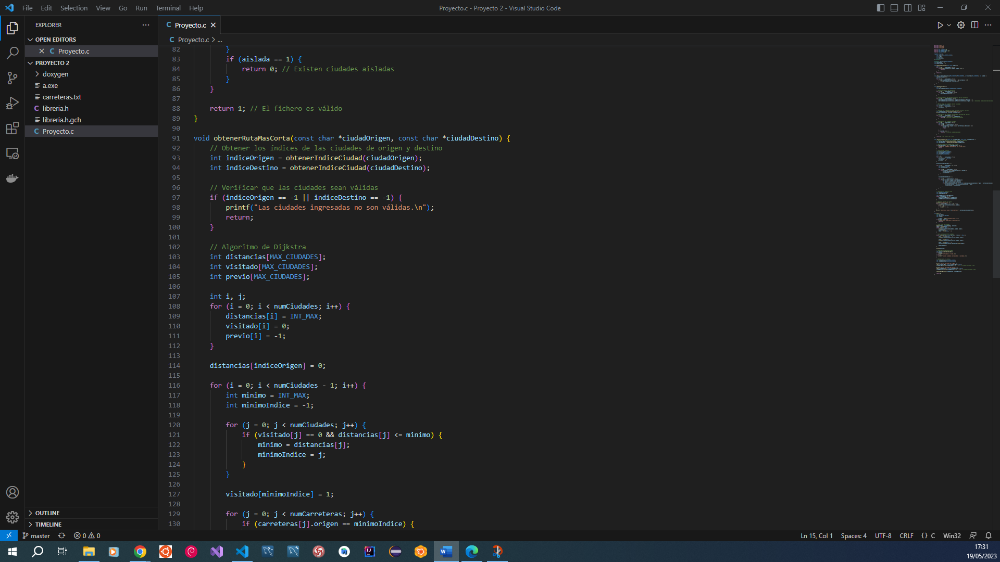 File Edit Selection View Go Run Terminal Help
Proyecto.c - Proyecto 2 - Visual Studio Code
EXPLORER
OPEN EDITORS
Proyecto.c
PROYECTO 2
doxygen
a.exe
carreteras.txt
libreria.h
libreria.h.gch
Proyecto.c
OUTLINE
TIMELINE
Proyecto.c
Proyecto.c > ...
82 }
83 if (aislada == 1) {
84 return 0; // Existen ciudades aisladas
85 }
86 }
87
88 return 1; // El fichero es válido
89 }
90
91 void obtenerRutaMasCorta(const char *ciudadOrigen, const char *ciudadDestino) {
92 // Obtener los índices de las ciudades de origen y destino
93 int indiceOrigen = obtenerIndiceCiudad(ciudadOrigen);
94 int indiceDestino = obtenerIndiceCiudad(ciudadDestino);
95
96 // Verificar que las ciudades sean válidas
97 if (indiceOrigen == -1 || indiceDestino == -1) {
98 printf("Las ciudades ingresadas no son válidas.\n");
99 return;
100 }
101
102 // Algoritmo de Dijkstra
103 int distancias[MAX_CIUDADES];
104 int visitado[MAX_CIUDADES];
105 int previo[MAX_CIUDADES];
106
107 int i, j;
108 for (i = 0; i < numCiudades; i++) {
109 distancias[i] = INT_MAX;
110 visitado[i] = 0;
111 previo[i] = -1;
112 }
113
114 distancias[indiceOrigen] = 0;
115
116 for (i = 0; i < numCiudades - 1; i++) {
117 int minimo = INT_MAX;
118 int minimoIndice = -1;
119
120 for (j = 0; j < numCiudades; j++) {
121 if (visitado[j] == 0 && distancias[j] <= minimo) {
122 minimo = distancias[j];
123 minimoIndice = j;
124 }
125 }
126
127 visitado[minimoIndice] = 1;
128
129 for (j = 0; j < numCarreteras; j++) {
130 if (carreteras[j].origen == minimoIndice) {
master 0 0
Ln 15, Col 1 Spaces: 4 UTF-8 CRLF {} C Win32
17:31
19/05/2023